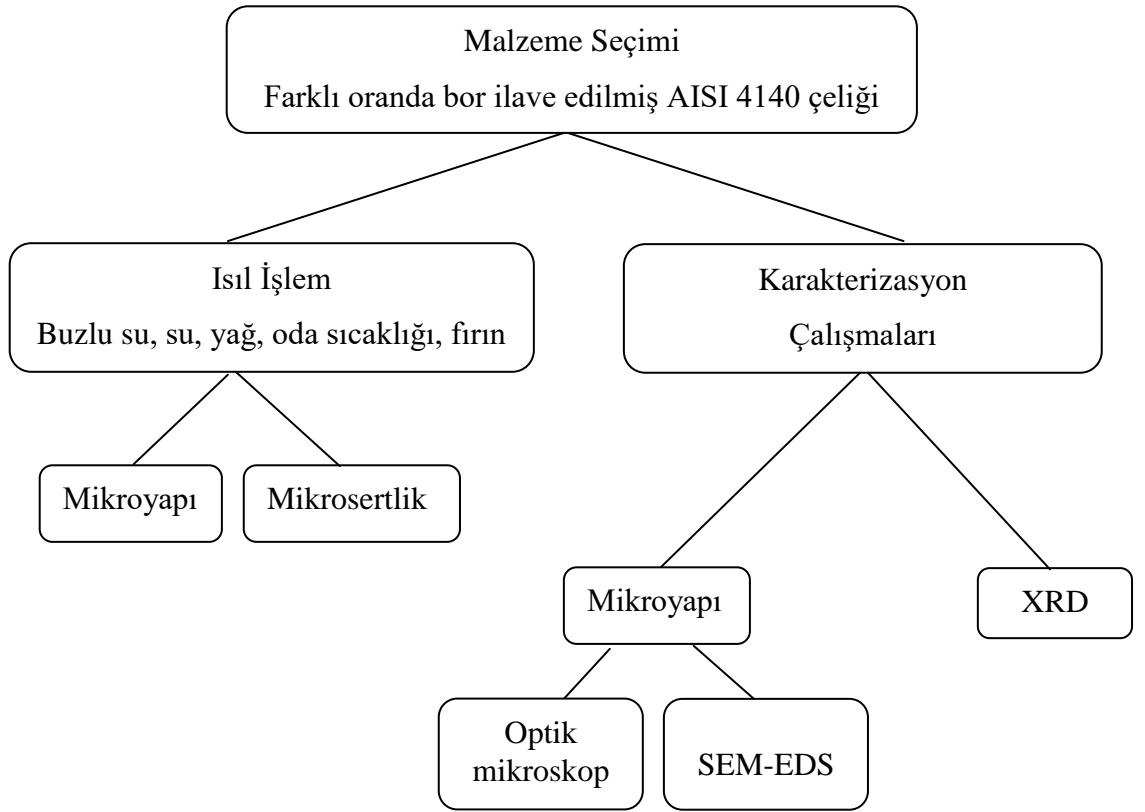 Malzeme Seçimi
Farklı oranda bor ilave edilmiş AISI 4140 çeliği
Isıl İşlem
Buzlu su, su, yağ, oda sıcaklığı, fırın
Karakterizasyon
Çalışmaları
Mikroyapı
Mikrosertlik
Mikroyapı
XRD
Optik
mikroskop
SEM-EDS